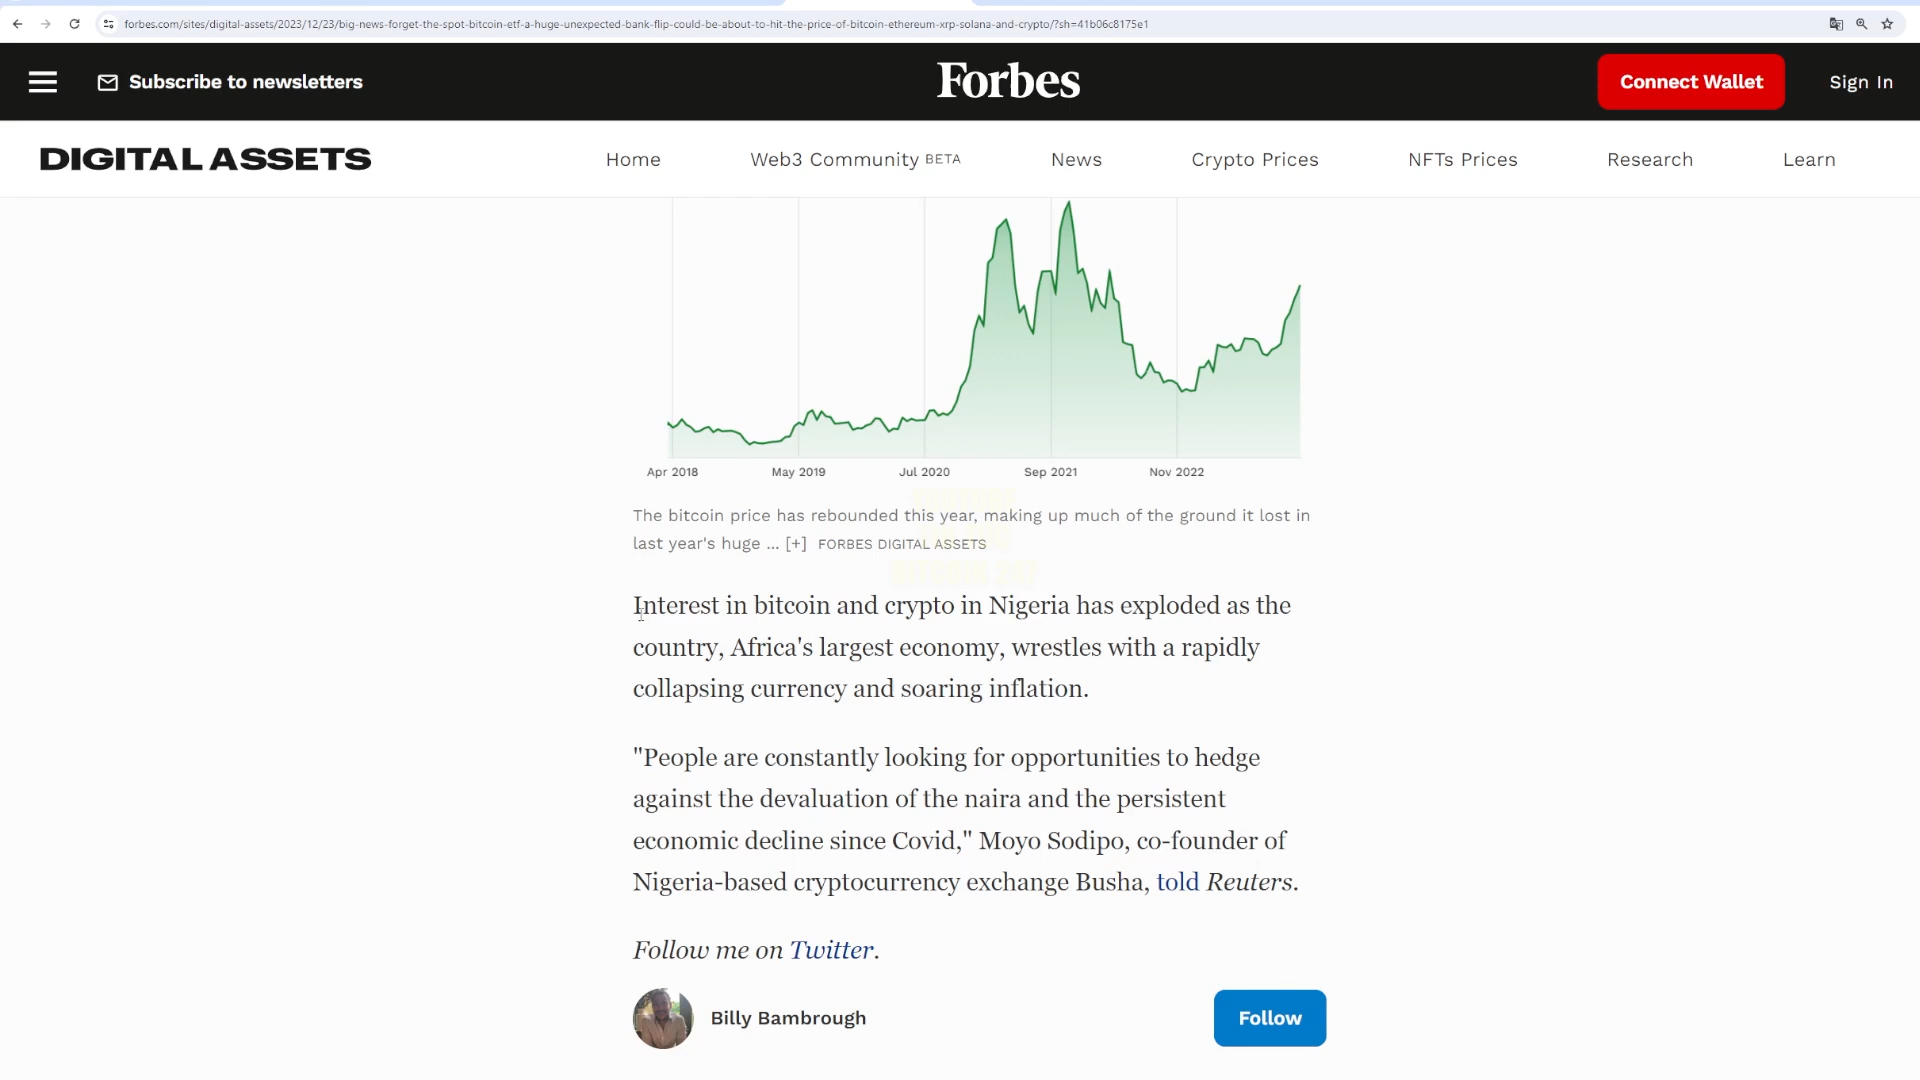 forbes.com/sites/digital-assets/2023/12/23/big-news-forget-the-spot-bitcoin-etf-a-huge-unexpected-bank-flip-could-be-about-to-hit-the-price-of-bitcoin-ethereum-xrp-solana-and-crypto/?sh=41b06c8175e1
Subscribe to newsletters
Forbes
Connect Wallet
Sign In
DIGITAL ASSETS
Home
Web3 Community BETA
News
Crypto Prices
NFTs Prices
Research
Learn
Apr 2018
May 2019
Jul 2020
Sep 2021
Nov 2022
The bitcoin price has rebounded this year, making up much of the ground it lost in
last year's huge ... [+] FORBES DIGITAL ASSETS
Interest in bitcoin and crypto in Nigeria has exploded as the
country, Africa's largest economy, wrestles with a rapidly
collapsing currency and soaring inflation.
"People are constantly looking for opportunities to hedge
against the devaluation of the naira and the persistent
economic decline since Covid," Moyo Sodipo, co-founder of
Nigeria-based cryptocurrency exchange Busha, told Reuters.
Follow me on Twitter.
Billy Bambrough
Follow